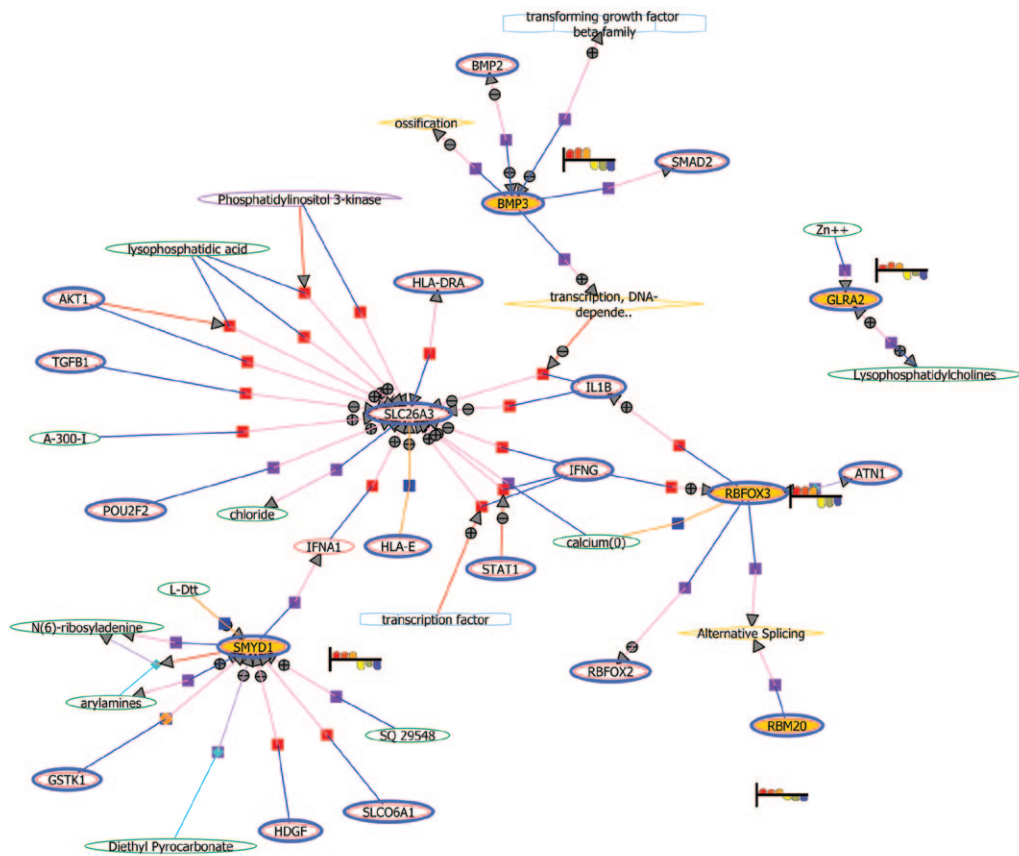 transforming growth factor
beta family
BMP2
ossification
SMAD2
BMP3
Phosphatidylinositol 3-kinase
Zn++
lysophosphatidic acid
HLA-DRA
AKT1
GLRA2
transcription, DNA-
depende..
TGFB1
Lysophosphatidylcholines
IL1B
SLC26A3
A-300-I
IFNG
ATN1
RBFOX3
POU2F2
chloride
IFNA1
HLA-E
calcium(0)
STAT1
L-Dtt
N(6)-ribosyladenine
transcription factor
SMYD1
Alternative Splicing
RBFOX2
arylamines
SQ 29548
RBM20
GSTK1
SLCO6A1
HDGF
Diethyl Pyrocarbonate